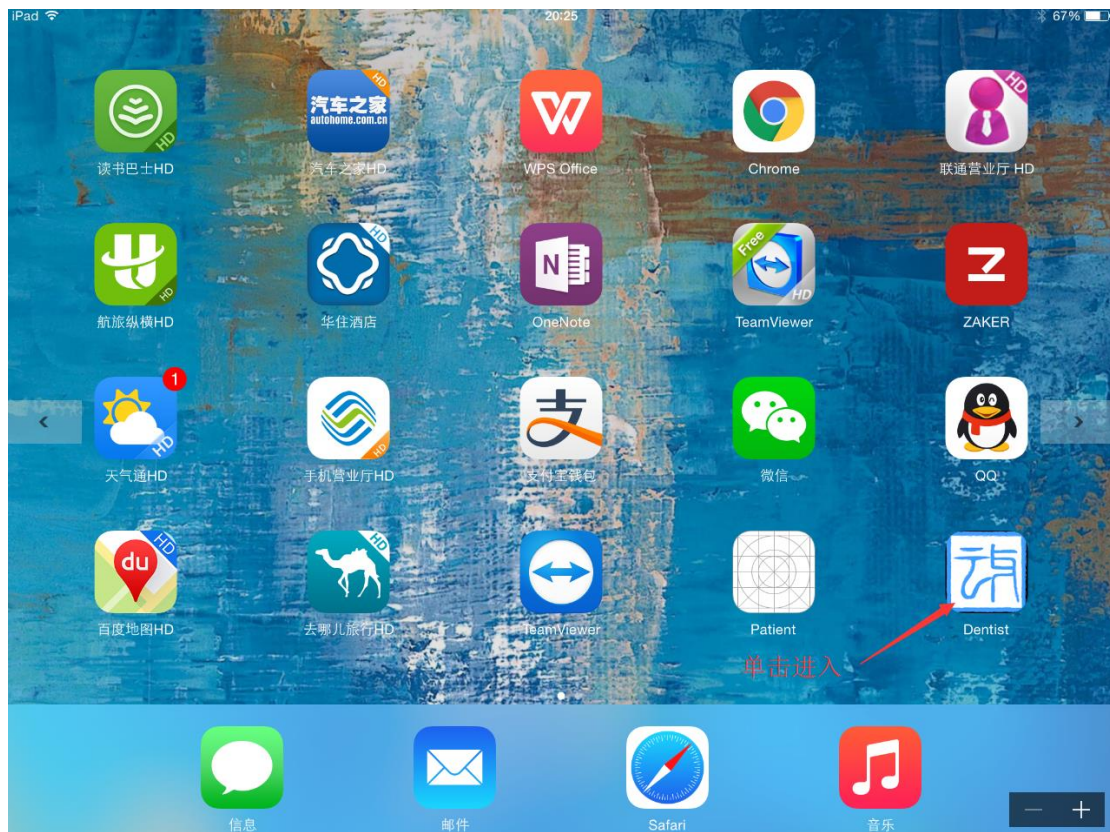 iPad 20:25 67%
HD
汽车之家
autohome.com.cn
HD
HD
读书巴士HD 汽车之家HD WPS Office Chrome 联通营业厅 HD
HD
HD
N
Free
HD
航旅纵横HD 华住酒店 OneNote TeamViewer ZAKER
1
HD
HD
支
天气通HD 手机营业厅HD 支付宝钱包 微信 QQ
du
HD
HD
百度地图HD 去哪儿旅行HD TeamViewer Patient Dentist
单击进入
信息 邮件 Safari 音乐